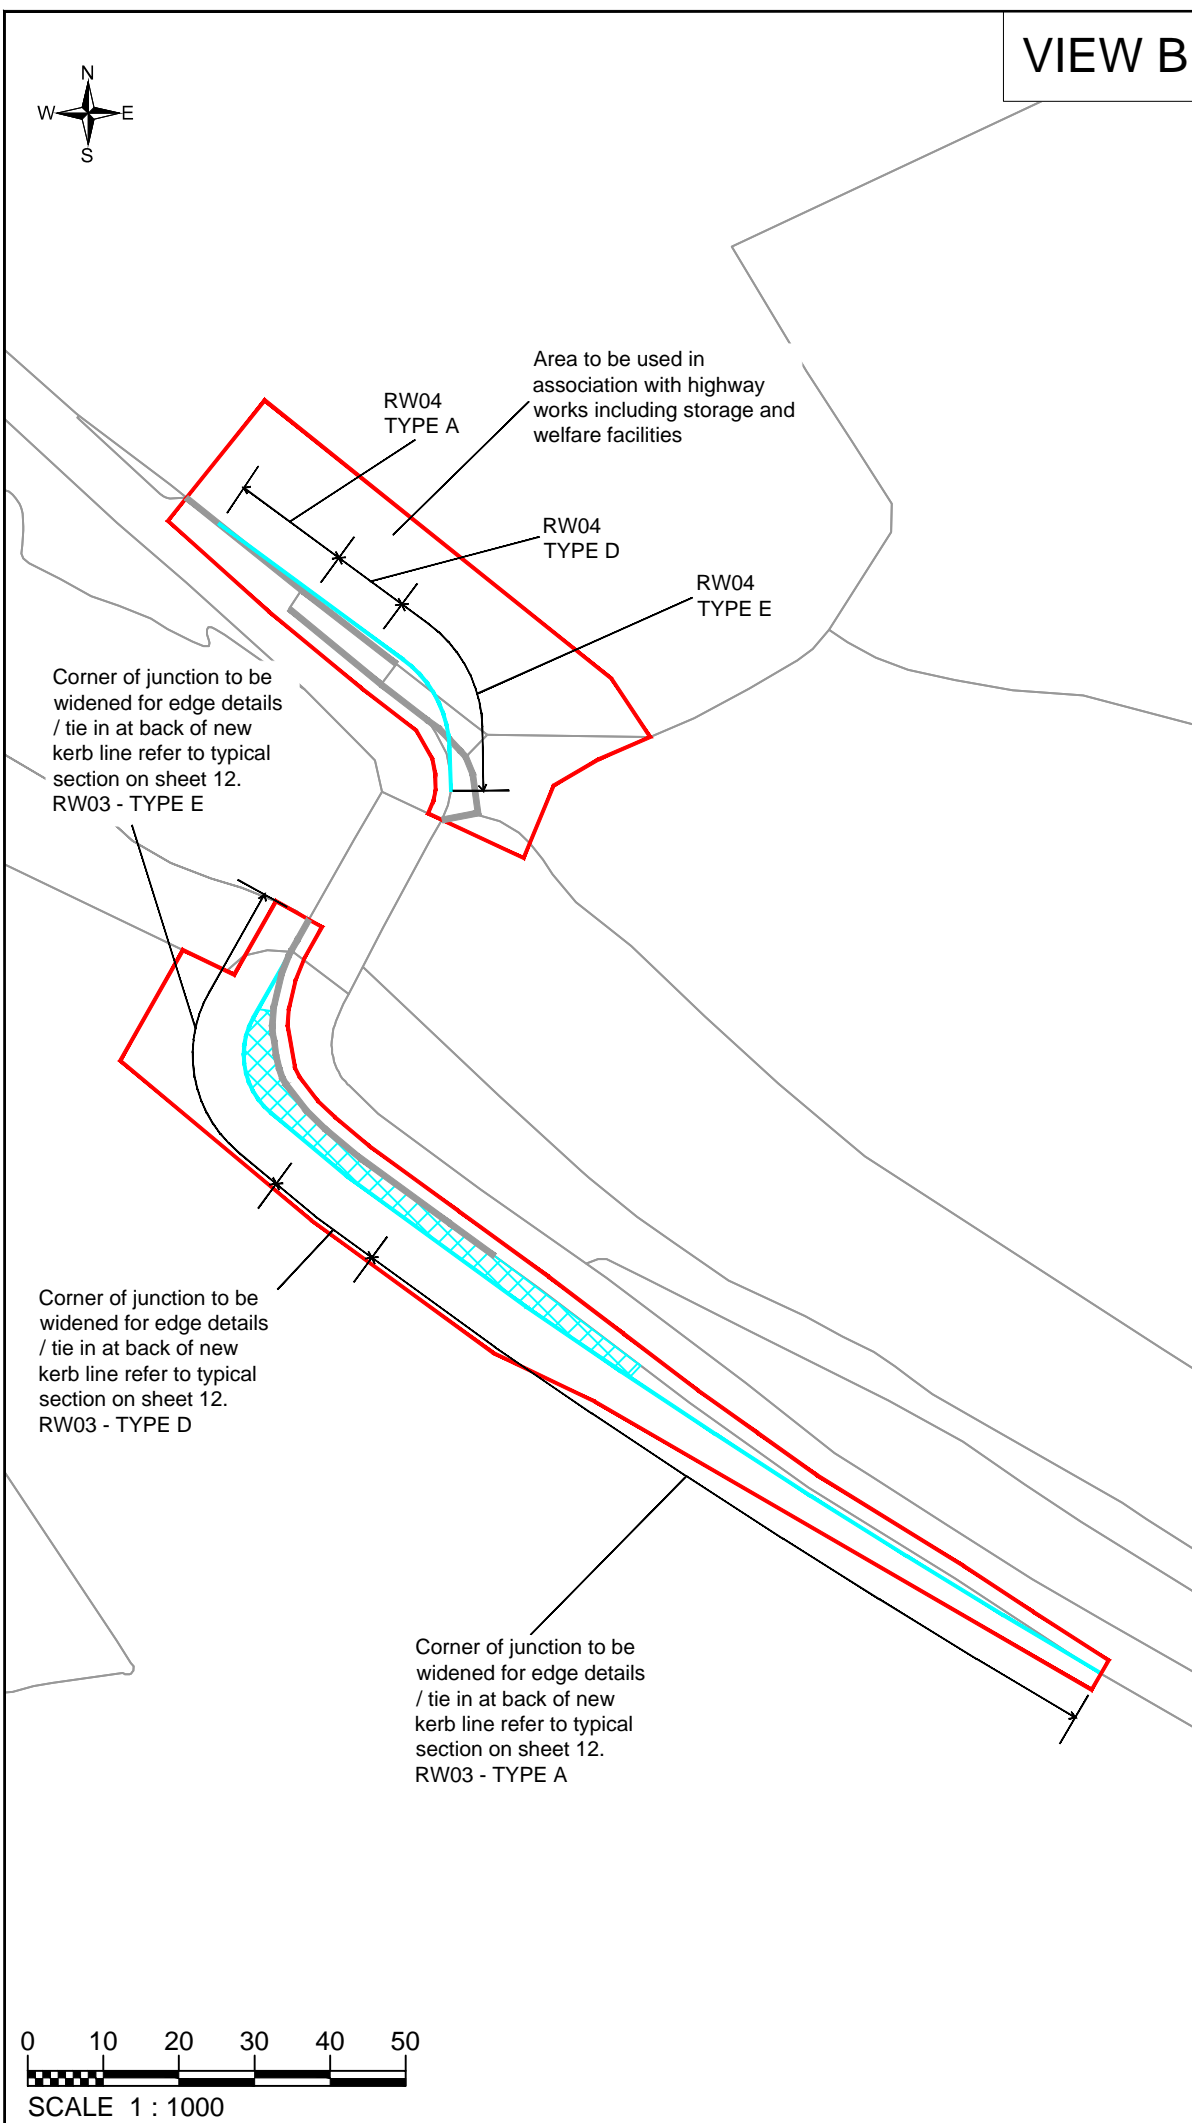 VIEW B
N
W E
S
Area to be used in
association with highway
works including storage and
welfare facilities
RW04
TYPE A
RW04
TYPE D
RW04
TYPE E
Corner of junction to be
widened for edge details
/ tie in at back of new
kerb line refer to typical
section on sheet 12.
RW03 - TYPE E
Corner of junction to be
widened for edge details
/ tie in at back of new
kerb line refer to typical
section on sheet 12.
RW03 - TYPE D
Corner of junction to be
widened for edge details
/ tie in at back of new
kerb line refer to typical
section on sheet 12.
RW03 - TYPE A
0 10 20 30 40 50
SCALE 1 : 1000